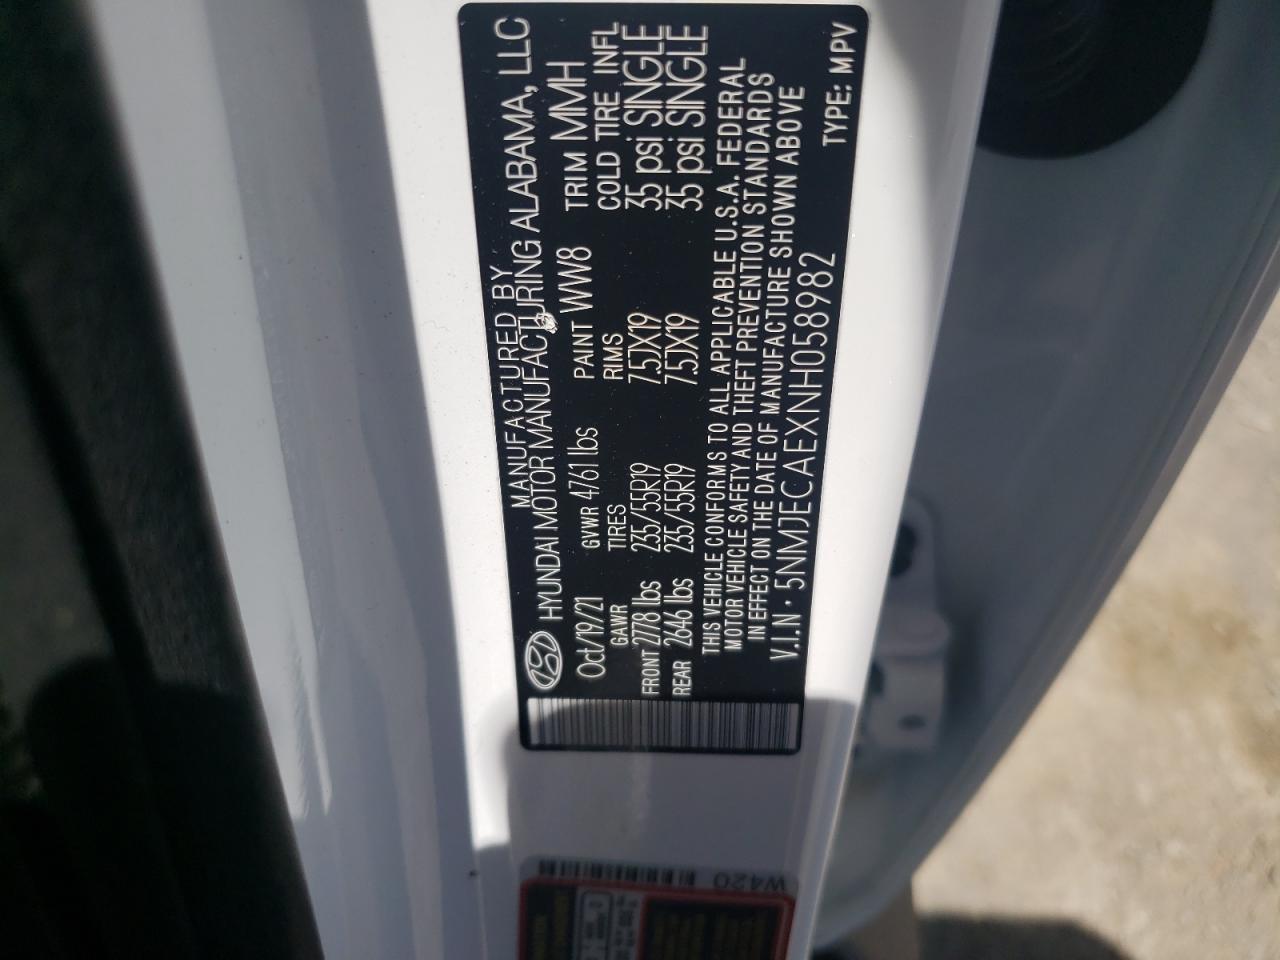 MANUFACTURED BY
HYUNDAI MOTOR MANUFACTURING ALABAMA, LLC
Oct/19/21 GVWR 4761 lbs PAINT WW8 TRIM MMH
GAWR TIRES RIMS COLD TIRE INFL
FRONT 2778 lbs 235/55R19 7.5JX19 35 psi SINGLE
REAR 2646 lbs 235/55R19 7.5JX19 35 psi SINGLE
THIS VEHICLE CONFORMS TO ALL APPLICABLE U.S.A. FEDERAL
MOTOR VEHICLE SAFETY AND THEFT PREVENTION STANDARDS
IN EFFECT ON THE DATE OF MANUFACTURE SHOWN ABOVE
V.I.N • 5NMJECAEXNH058982 TYPE: MPV
W420